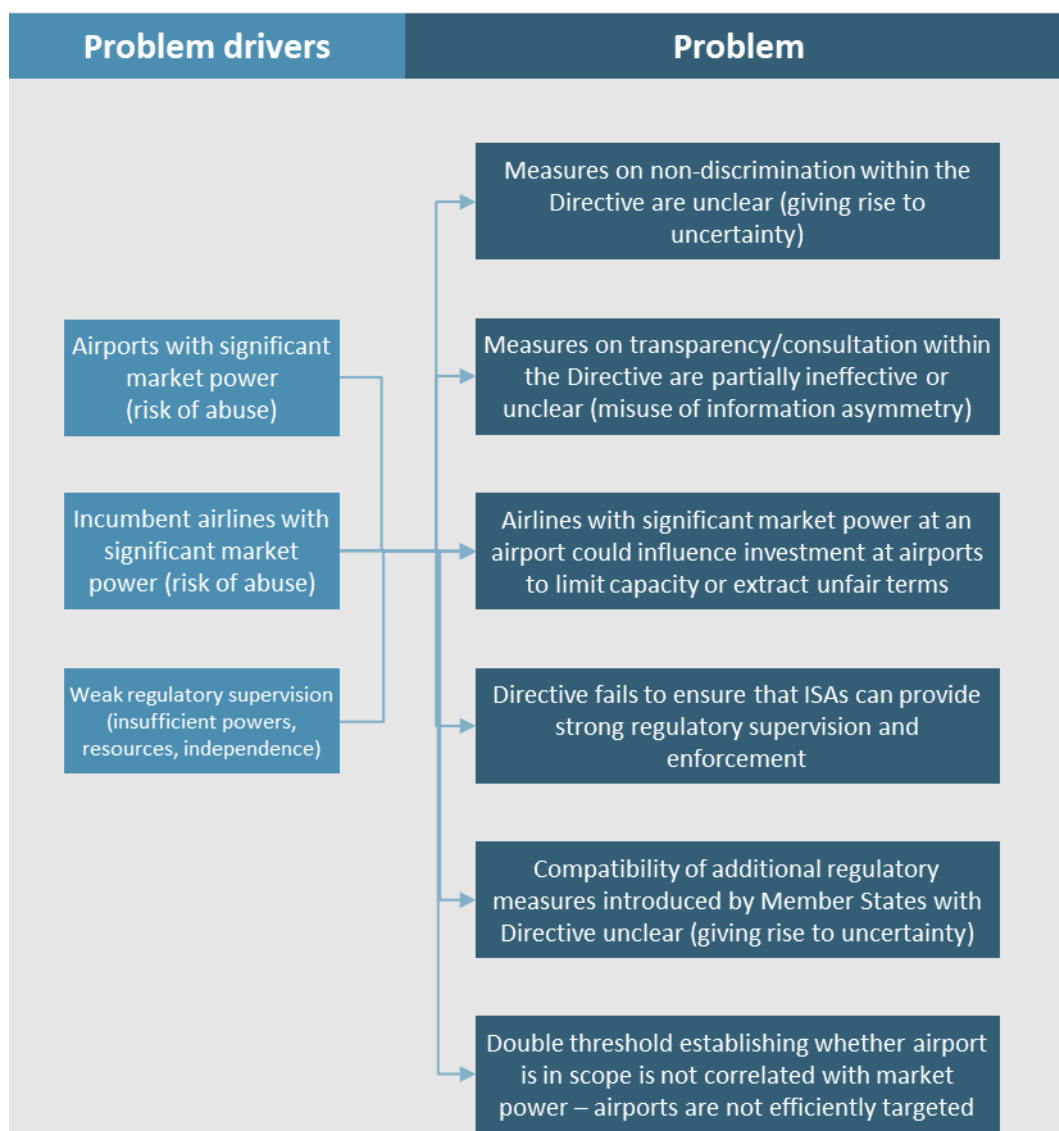 Problem drivers
Problem
Measures on non-discrimination within the
Directive are unclear (giving rise to
uncertainty)
Airports with significant
market power
(risk of abuse)
Measures on transparency/consultation within
the Directive are partially ineffective or
unclear (misuse of information asymmetry)
Incumbent airlines with
significant market
power (risk of abuse)
Airlines with significant market power at an
airport could influence investment at airports
to limit capacity or extract unfair terms
Weak regulatory supervision
(insufficient powers,
resources, independence)
Directive fails to ensure that ISAs can provide
strong regulatory supervision and
enforcement
Compatibility of additional regulatory
measures introduced by Member States with
Directive unclear (giving rise to uncertainty)
Double threshold establishing whether airport
is in scope is not correlated with market
power – airports are not efficiently targeted